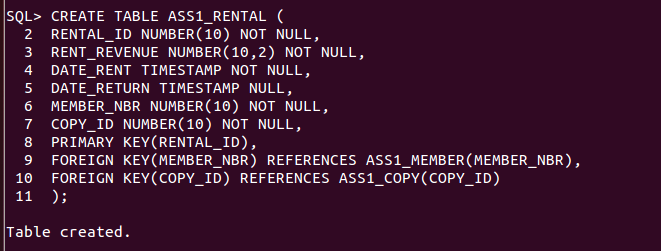 SQL> CREATE TABLE ASS1_RENTAL (
2 RENTAL_ID NUMBER(10) NOT NULL,
3 RENT_REVENUE NUMBER(10,2) NOT NULL,
4 DATE_RENT TIMESTAMP NOT NULL,
5 DATE_RETURN TIMESTAMP NULL,
6 MEMBER_NBR NUMBER(10) NOT NULL,
7 COPY_ID NUMBER(10) NOT NULL,
8 PRIMARY KEY(RENTAL_ID),
9 FOREIGN KEY(MEMBER_NBR) REFERENCES ASS1_MEMBER(MEMBER_NBR),
10 FOREIGN KEY(COPY_ID) REFERENCES ASS1_COPY(COPY_ID)
11 );
Table created.